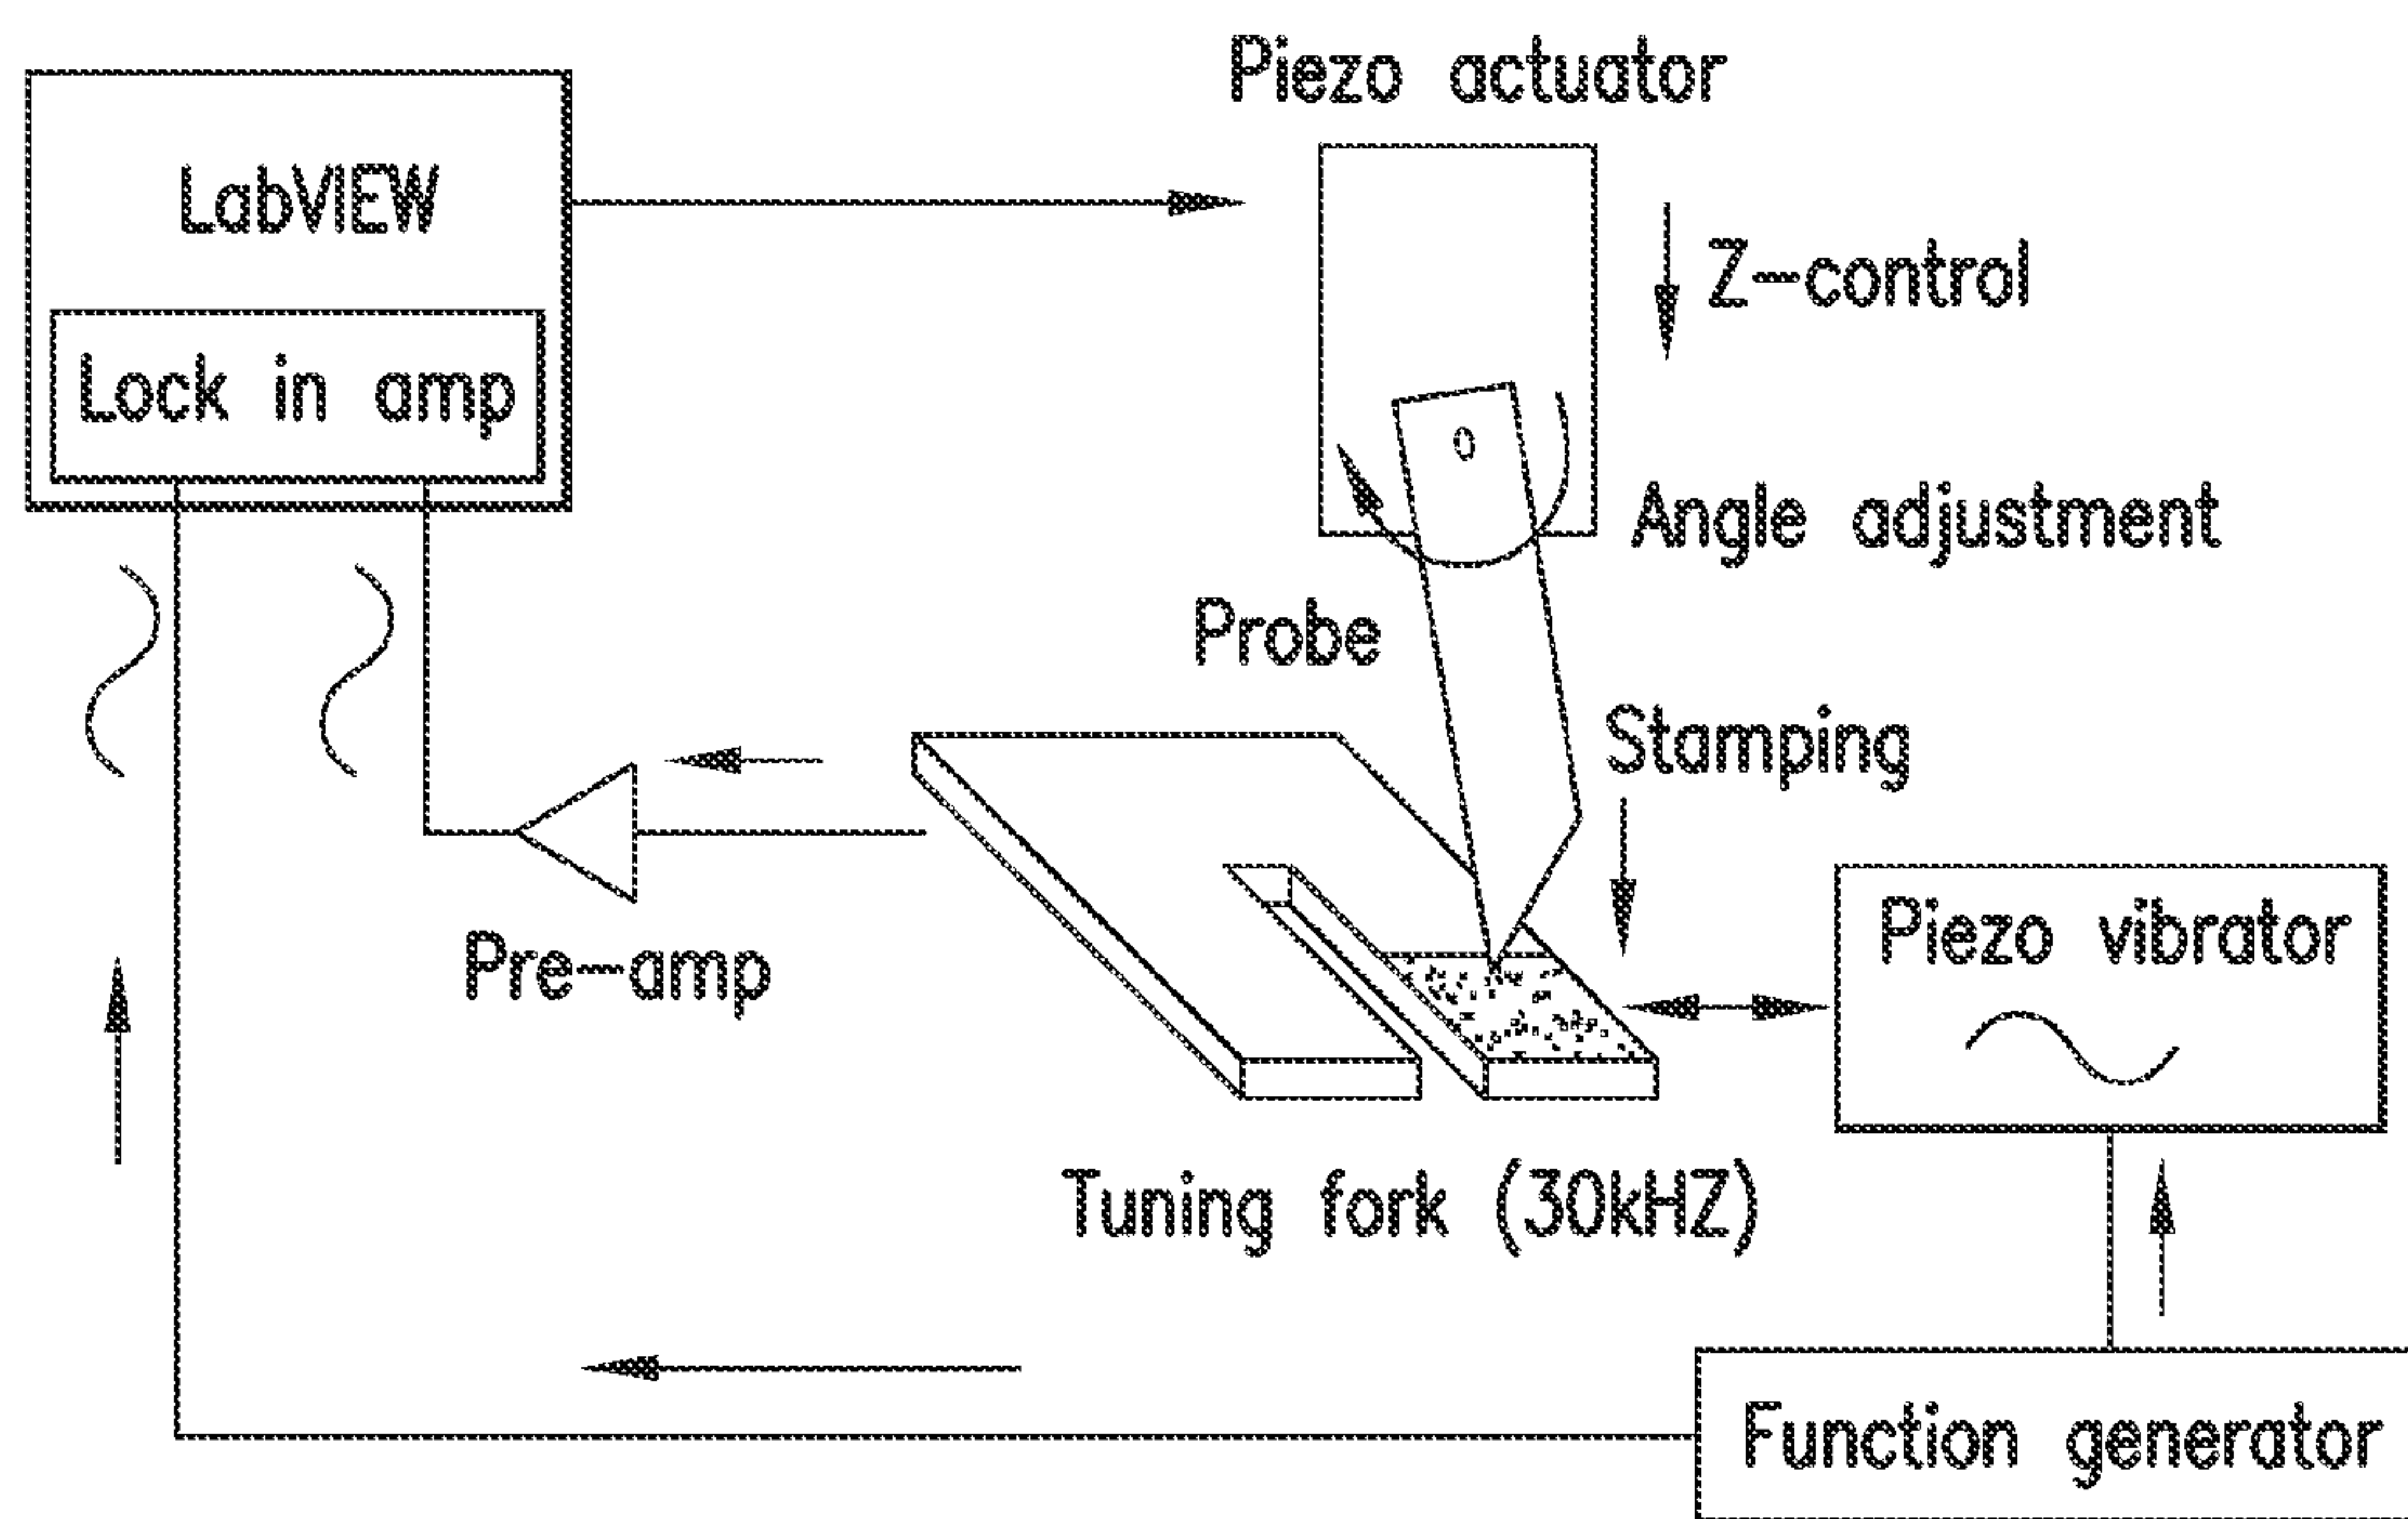 Piezo actuator
LabVIEW
Lock in amp
Z-control
Angle adjustment
Probe
Stamping
Pre-amp
Piezo vibrator
Tuning fork (30kHZ)
Function generator